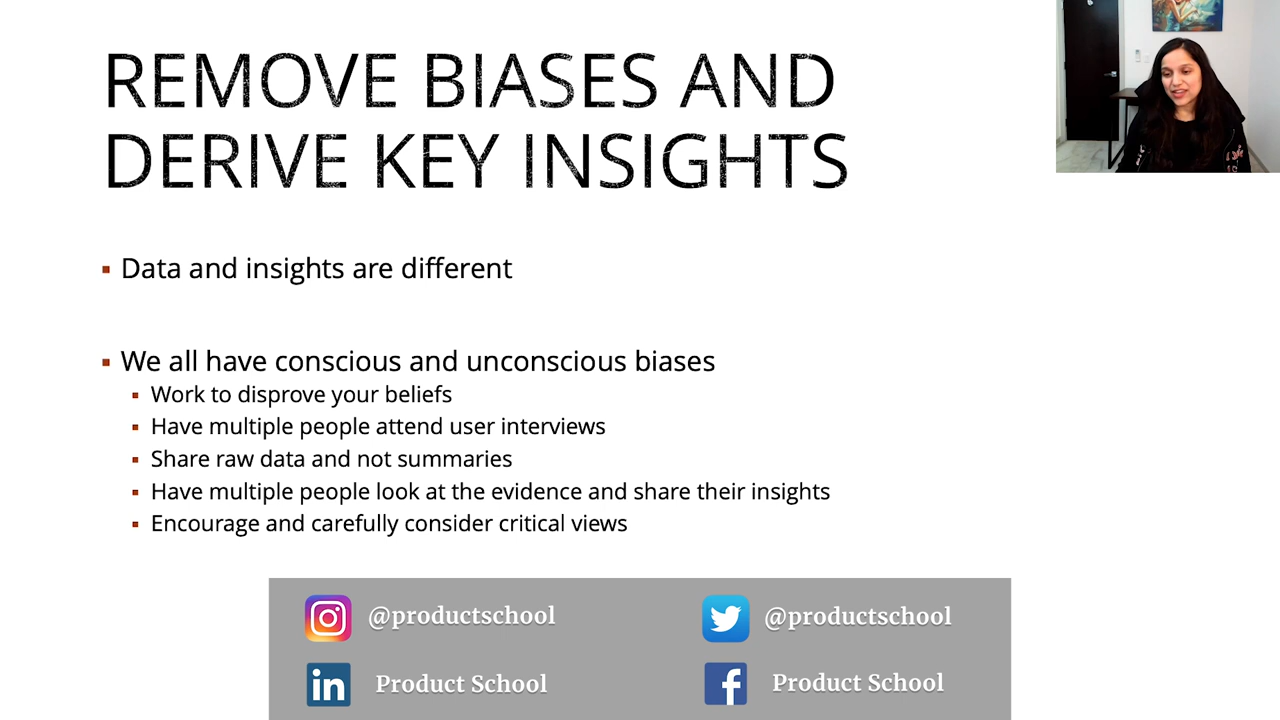 REMOVE BIASES AND
DERIVE KEY INSIGHTS
Data and insights are different
We all have conscious and unconscious biases
Work to disprove your beliefs
Have multiple people attend user interviews
Share raw data and not summaries
Have multiple people look at the evidence and share their insights
Encourage and carefully consider critical views
@productschool
@productschool
in Product School
f Product School